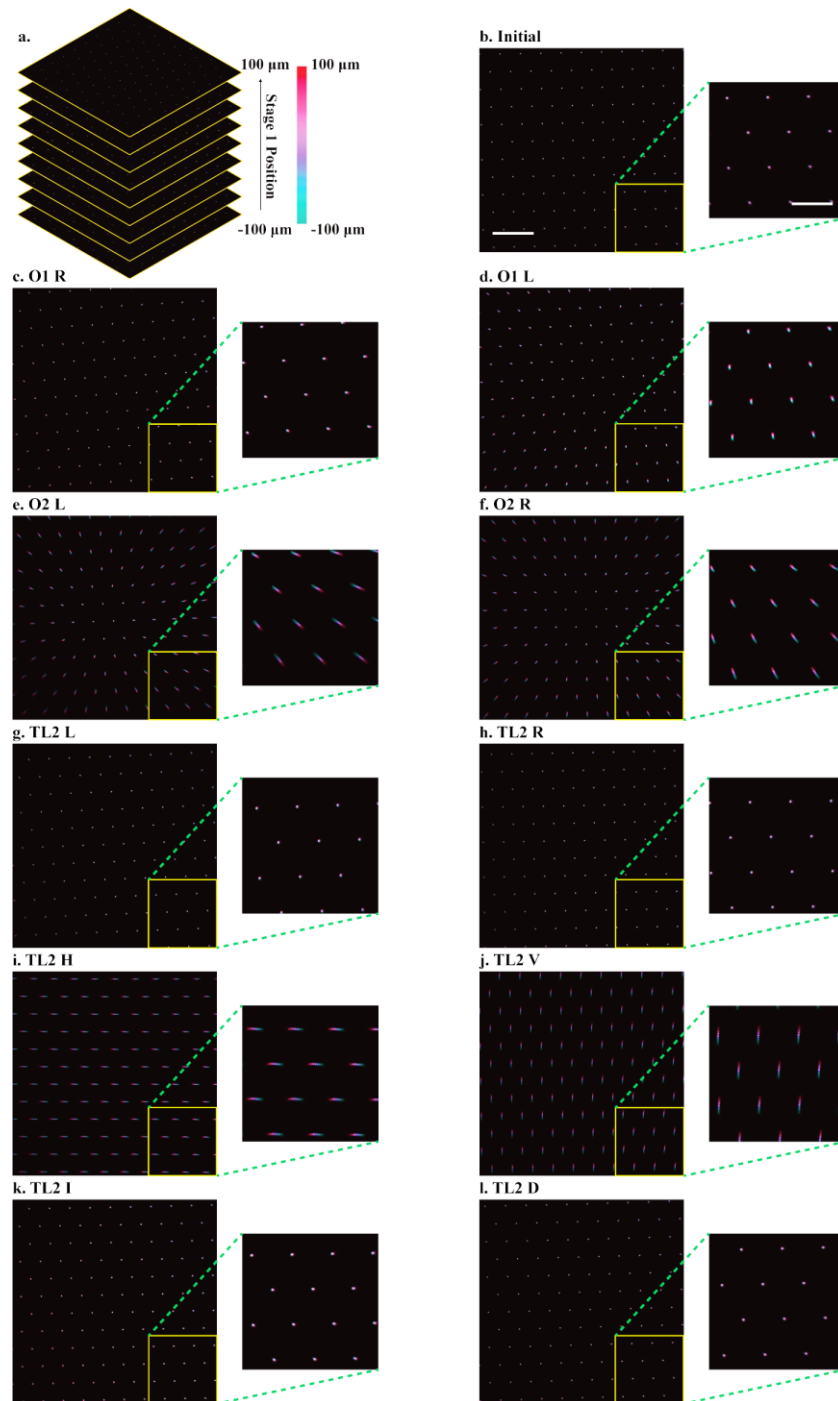 a.
100 µm
100 µm
Stage 1 Position
-100 µm
-100 µm
b. Initial
c. O1 R
d. O1 L
e. O2 L
f. O2 R
g. TL2 L
h. TL2 R
i. TL2 H
j. TL2 V
k. TL2 I
l. TL2 D